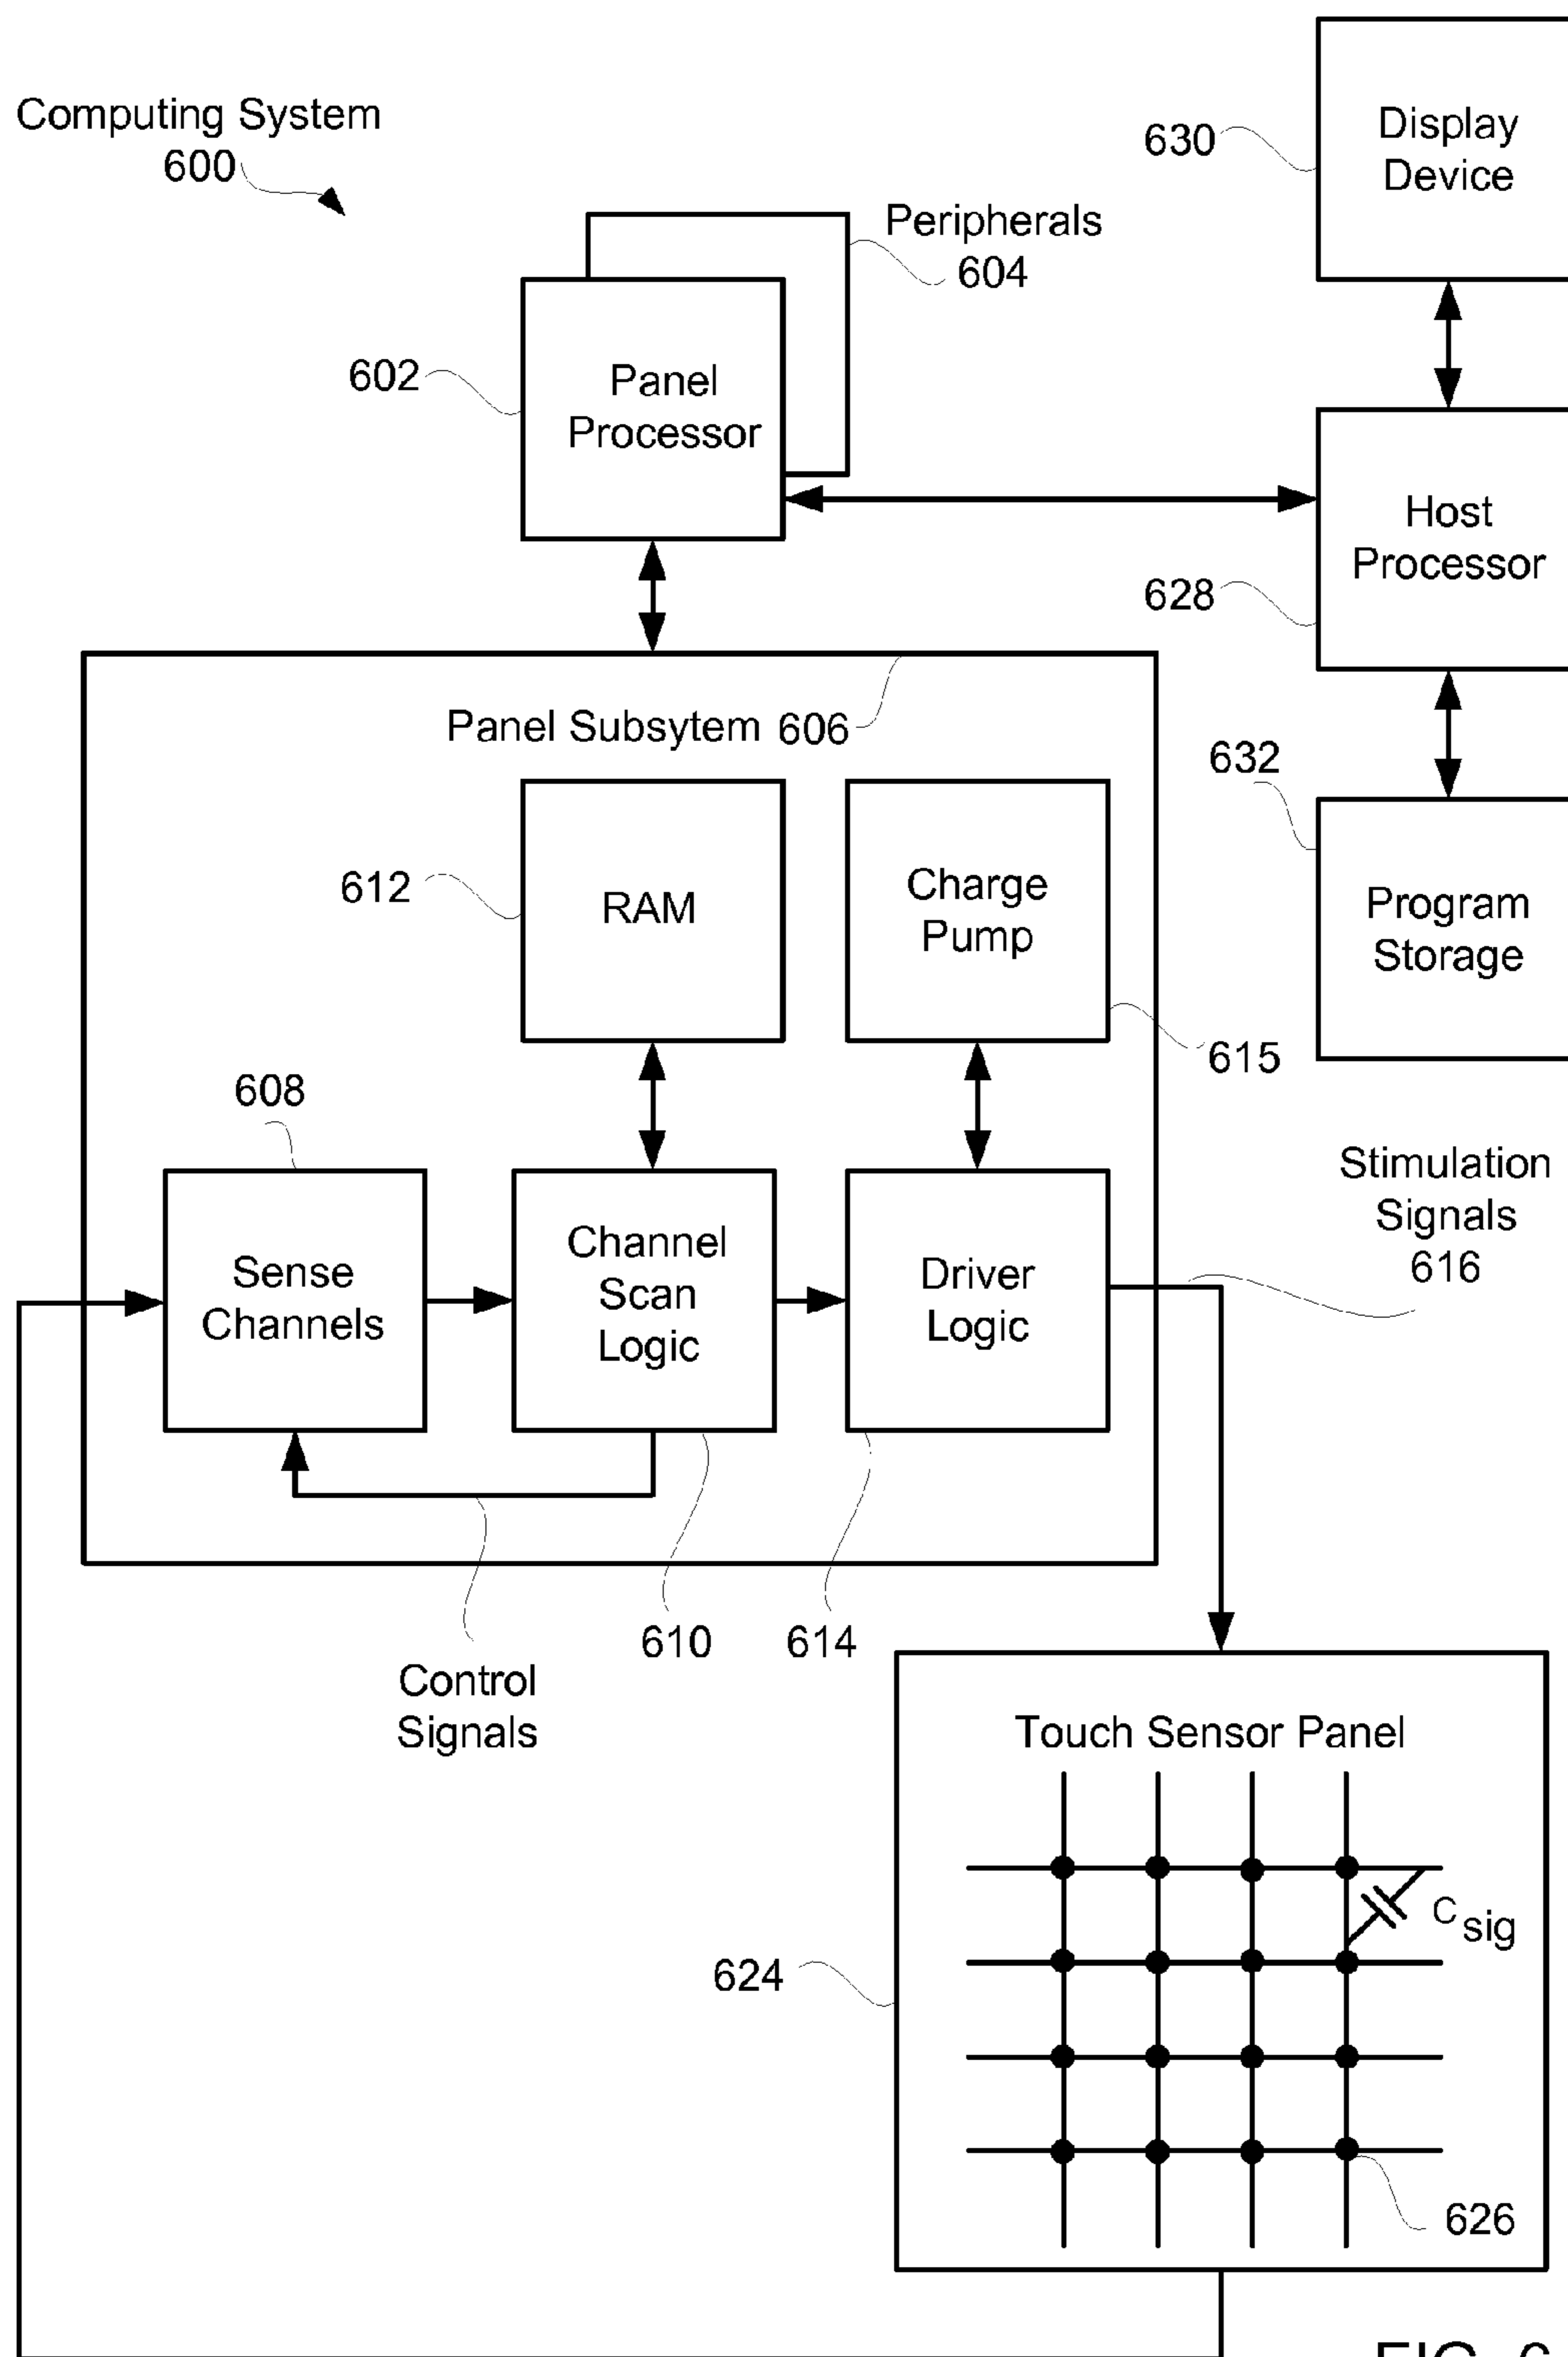 Computing System
600
630
Display
Device
Peripherals
604
602
Panel
Processor
Host
Processor
628
Panel Subsytem 606
632
612
RAM
Charge
Pump
Program
Storage
615
608
Stimulation
Signals
616
Sense
Channels
Channel
Scan
Logic
Driver
Logic
610
614
Control
Signals
Touch Sensor Panel
C sig
624
626
FIG. 6